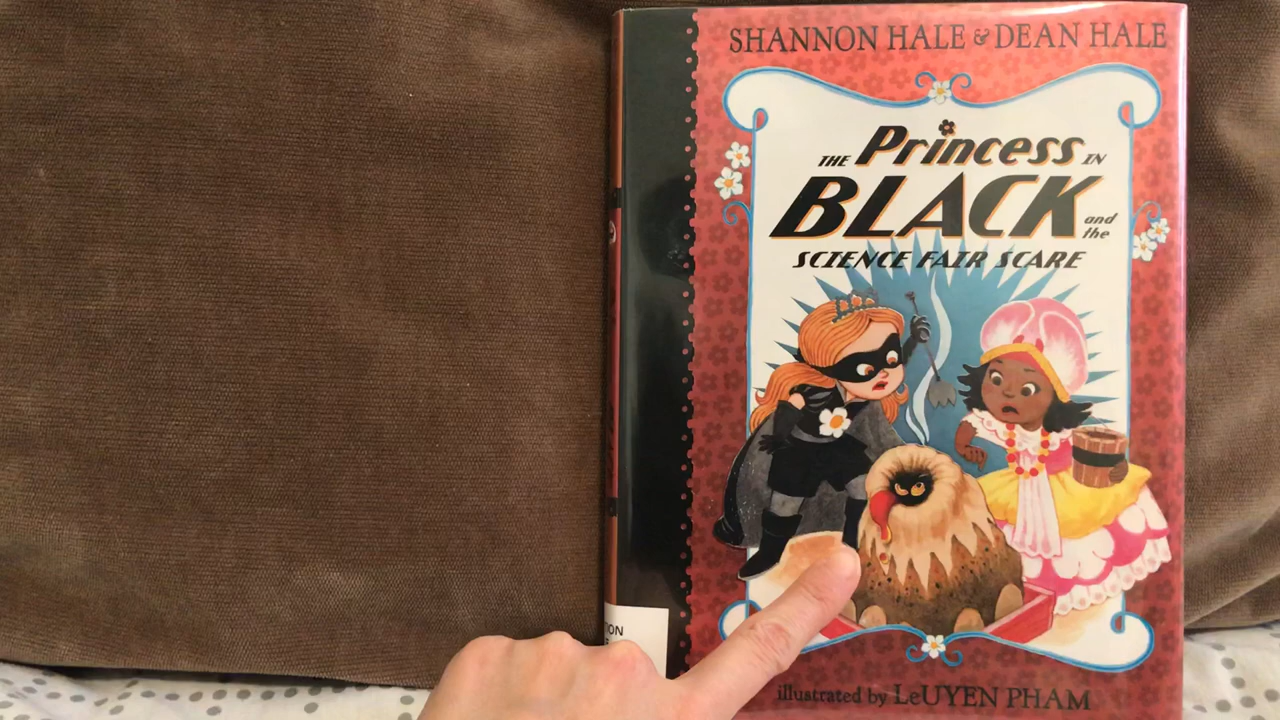 SHANNON HALE & DEAN HALE
THE Princess IN
BLACK and the
SCIENCE FAIR SCARE
illustrated by LeUYEN PHAM